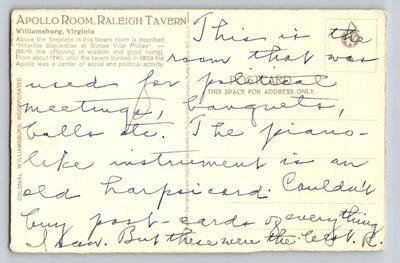 APOLLO ROOM, RALEIGH TAVERN
Williamsburg, Virginia
Above the fireplace in this tavern room is inscribed
"Hilaritas Sapientiae et Bonae Vitae Proles" —
(Mirth the offspring of wisdom and good living).
From about 1740, until the tavern burned in 1859 the
Apollo was a center of social and political activity.
COLONIAL WILLIAMSBURG, INCORPORATED
POST CARD
THIS SPACE FOR ADDRESS ONLY.
This is the
room that was
used for political
meetings, banquets,
balls etc. The piano-
like instrument is an
old harpsicord. Couldn't
buy post-cards of everything
I saw. But these were the best. R.